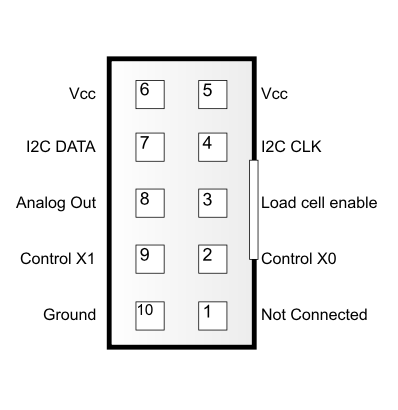 Vcc 6 5 Vcc
I2C DATA 7 4 I2C CLK
Analog Out 8 3 Load cell enable
Control X1 9 2 Control X0
Ground 10 1 Not Connected